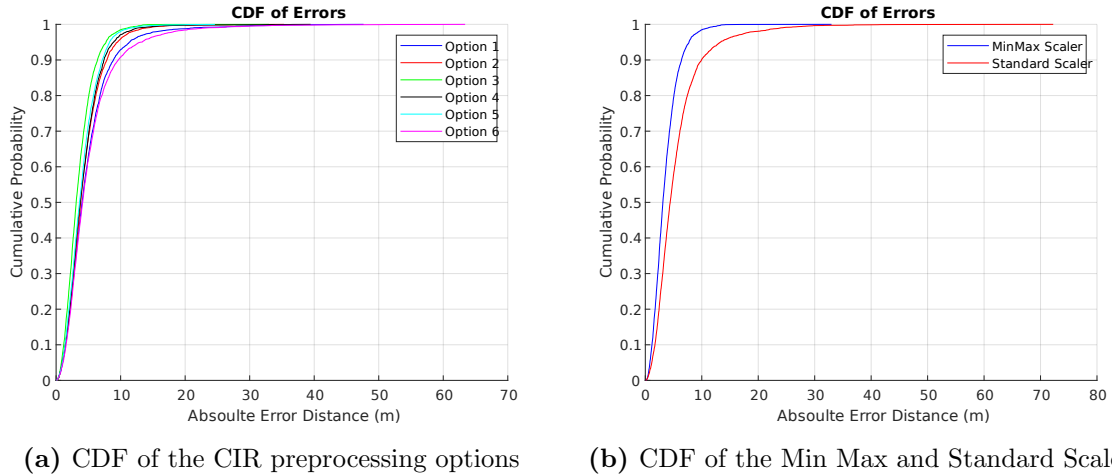 CDF of Errors
1
0.9
0.8
0.7
0.6
0.5
0.4
0.3
0.2
0.1
0
Cumulative Probability
Option 1
Option 2
Option 3
Option 4
Option 5
Option 6
0 10 20 30 40 50 60 70
Absoulte Error Distance (m)
(a) CDF of the CIR preprocessing options
CDF of Errors
1
0.9
0.8
0.7
0.6
0.5
0.4
0.3
0.2
0.1
0
Cumulative Probability
MinMax Scaler
Standard Scaler
0 10 20 30 40 50 60 70 80
Absoulte Error Distance (m)
(b) CDF of the Min Max and Standard Scal